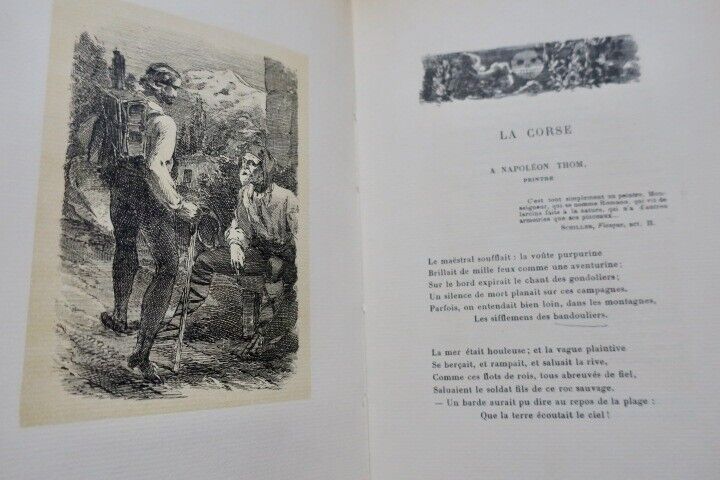 LA CORSE
A NAPOLÉON THOM,
PEINTRE
C'est tout simplement un peintre, Mon-
seigneur, qui se nomme Romano, qui vit de
larcins faits à la nature, qui n'a d'autres
armoiries que ses pinceaux...
SCHILLER, Fiesque, act. II.
Le maëstral soufflait : la voûte purpurine
Brillait de mille feux comme une aventurine ;
Sur le bord expirait le chant des gondoliers ;
Un silence de mort planait sur ces campagnes.
Parfois, on entendait bien loin, dans les montagnes,
Les sifflemens des bandouliers.
La mer était houleuse ; et la vague plaintive
Se berçait, et rampait, et saluait la rive,
Comme ces flots de rois, tous abreuvés de fiel,
Saluaient le soldat fils de ce roc sauvage.
— Un barde aurait pu dire au repos de la plage :
Que la terre écoutait le ciel !